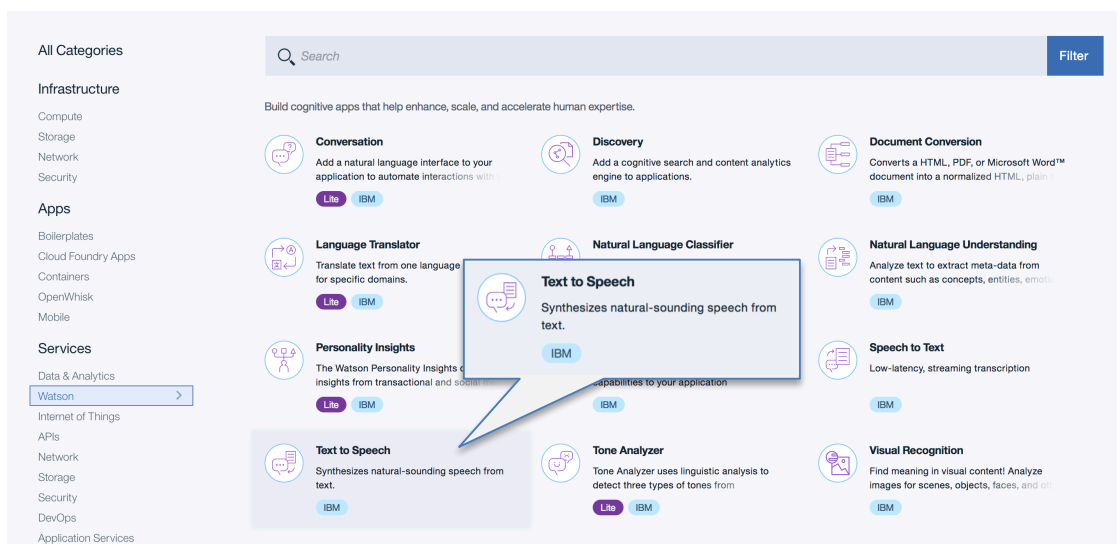 All Categories
Infrastructure
Compute
Storage
Network
Security
Apps
Boilerplates
Cloud Foundry Apps
Containers
OpenWhisk
Mobile
Services
Data & Analytics
Watson
Internet of Things
APIs
Network
Storage
Security
DevOps
Application Services
Search
Filter
Build cognitive apps that help enhance, scale, and accelerate human expertise.
Conversation
Add a natural language interface to your
application to automate interactions with
Lite IBM
Discovery
Add a cognitive search and content analytics
engine to applications.
IBM
Document Conversion
Converts a HTML, PDF, or Microsoft Word™
document into a normalized HTML, plain
IBM
Language Translator
Translate text from one language
for specific domains.
Lite IBM
Natural Language Classifier
Natural Language Understanding
Analyze text to extract meta-data from
content such as concepts, entities,
IBM
Text to Speech
Synthesizes natural-sounding speech from
text.
IBM
Personality Insights
The Watson Personality Insights
insights from transactional and social
Lite IBM
capabilities to your application
IBM
Speech to Text
Low-latency, streaming transcription
IBM
Text to Speech
Synthesizes natural-sounding speech from
text.
IBM
Tone Analyzer
Tone Analyzer uses linguistic analysis to
detect three types of tones from
Lite IBM
Visual Recognition
Find meaning in visual content! Analyze
images for scenes, objects, faces, and
IBM